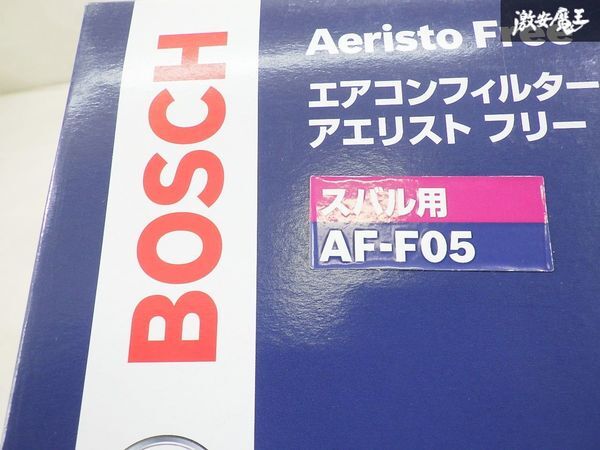 激安魔王
BOSCH
Aeristo Free
エアコンフィルター
アエリスト フリー
スバル用
AF-F05